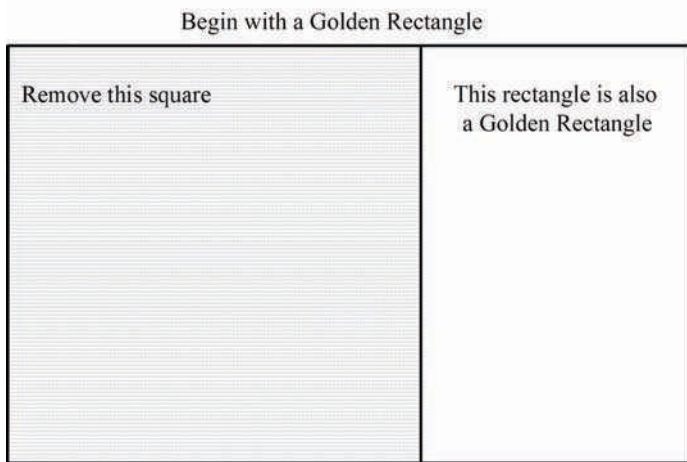 Begin with a Golden Rectangle
Remove this square
This rectangle is also
a Golden Rectangle